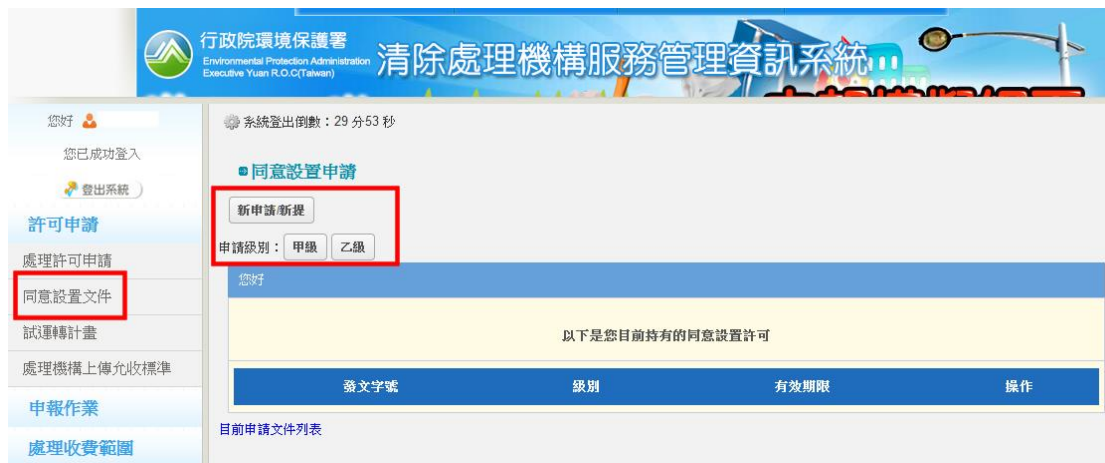 行政院環境保護署
Environmental Protection Administration
Executive Yuan R.O.C(Taiwan)
清除處理機構服務管理資訊系統
您好
您已成功登入
登出系統
許可申請
處理許可申請
同意設置文件
試運轉計畫
處理機構上傳允收標準
申報作業
處理收費範圍
系統登出倒數：29 分53 秒
同意設置申請
新申請/新提
申請級別： 甲級 乙級
您好
以下是您目前持有的同意設置許可
發文字號 級別 有效期限 操作
目前申請文件列表